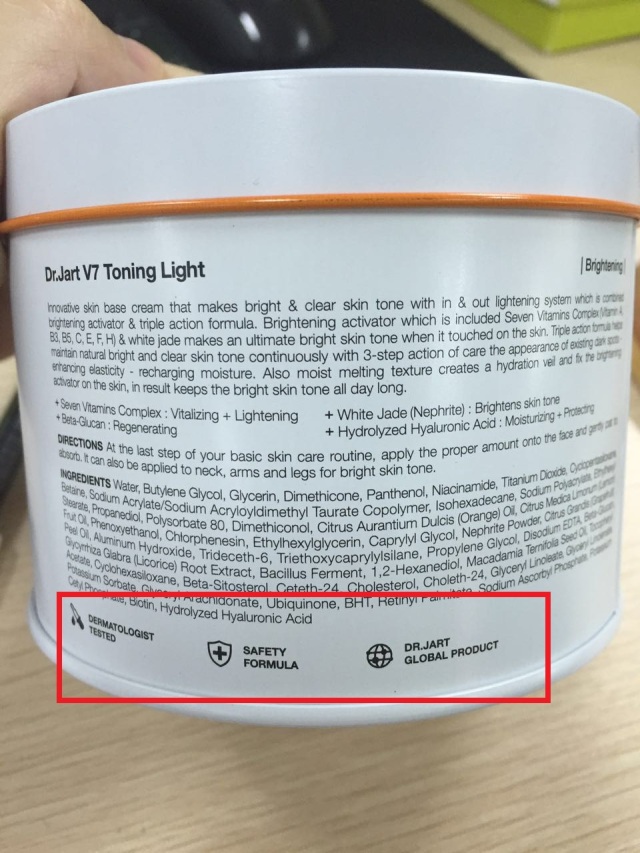 Dr.Jart V7 Toning Light
| Brightening |
Innovative skin base cream that makes bright & clear skin tone with in & out lightening system which is combined
brightening activator & triple action formula. Brightening activator which is included Seven Vitamins Complex (Vitamin A,
B3, B5, C, E, F, H) & white jade makes an ultimate bright skin tone when it touched on the skin. Triple action formula helps
maintain natural bright and clear skin tone continuously with 3-step action of care the appearance of existing dark spots-
enhancing elasticity - recharging moisture. Also moist melting texture creates a hydration veil and fix the brightening
activator on the skin, in result keeps the bright skin tone all day long.
+ Seven Vitamins Complex : Vitalizing + Lightening
+ White Jade (Nephrite) : Brightens skin tone
+ Beta-Glucan : Regenerating
+ Hydrolyzed Hyaluronic Acid : Moisturizing + Protecting
DIRECTIONS At the last step of your basic skin care routine, apply the proper amount onto the face and gently pat to
absorb. It can also be applied to neck, arms and legs for bright skin tone.
INGREDIENTS Water, Butylene Glycol, Glycerin, Dimethicone, Panthenol, Niacinamide, Titanium Dioxide, Cyclopentasiloxane,
Betaine, Sodium Acrylate/Sodium Acryloyldimethyl Taurate Copolymer, Isohexadecane, Sodium Polyacrylate, Ethylhexyl
Stearate, Propanediol, Polysorbate 80, Dimethiconol, Citrus Aurantium Dulcis (Orange) Oil, Citrus Medica Limonum (Lemon)
Fruit Oil, Phenoxyethanol, Chlorphenesin, Ethylhexylglycerin, Caprylyl Glycol, Nephrite Powder, Citrus Grandis (Grapefruit)
Peel Oil, Aluminum Hydroxide, Trideceth-6, Triethoxycaprylylsilane, Propylene Glycol, Disodium EDTA, Beta-Glucan,
Glycyrrhiza Glabra (Licorice) Root Extract, Bacillus Ferment, 1,2-Hexanediol, Macadamia Ternifolia Seed Oil, Tocopheryl
Acetate, Cyclohexasiloxane, Beta-Sitosterol, Ceteth-24, Cholesterol, Choleth-24, Glyceryl Linoleate, Glyceryl Linolenate,
Potassium Sorbate, Glyceryl Arachidonate, Ubiquinone, BHT, Retinyl Palmitate, Sodium Ascorbyl Phosphate, Potassium
Cetyl Phosphate, Biotin, Hydrolyzed Hyaluronic Acid
DERMATOLOGIST
TESTED
SAFETY
FORMULA
DR.JART
GLOBAL PRODUCT